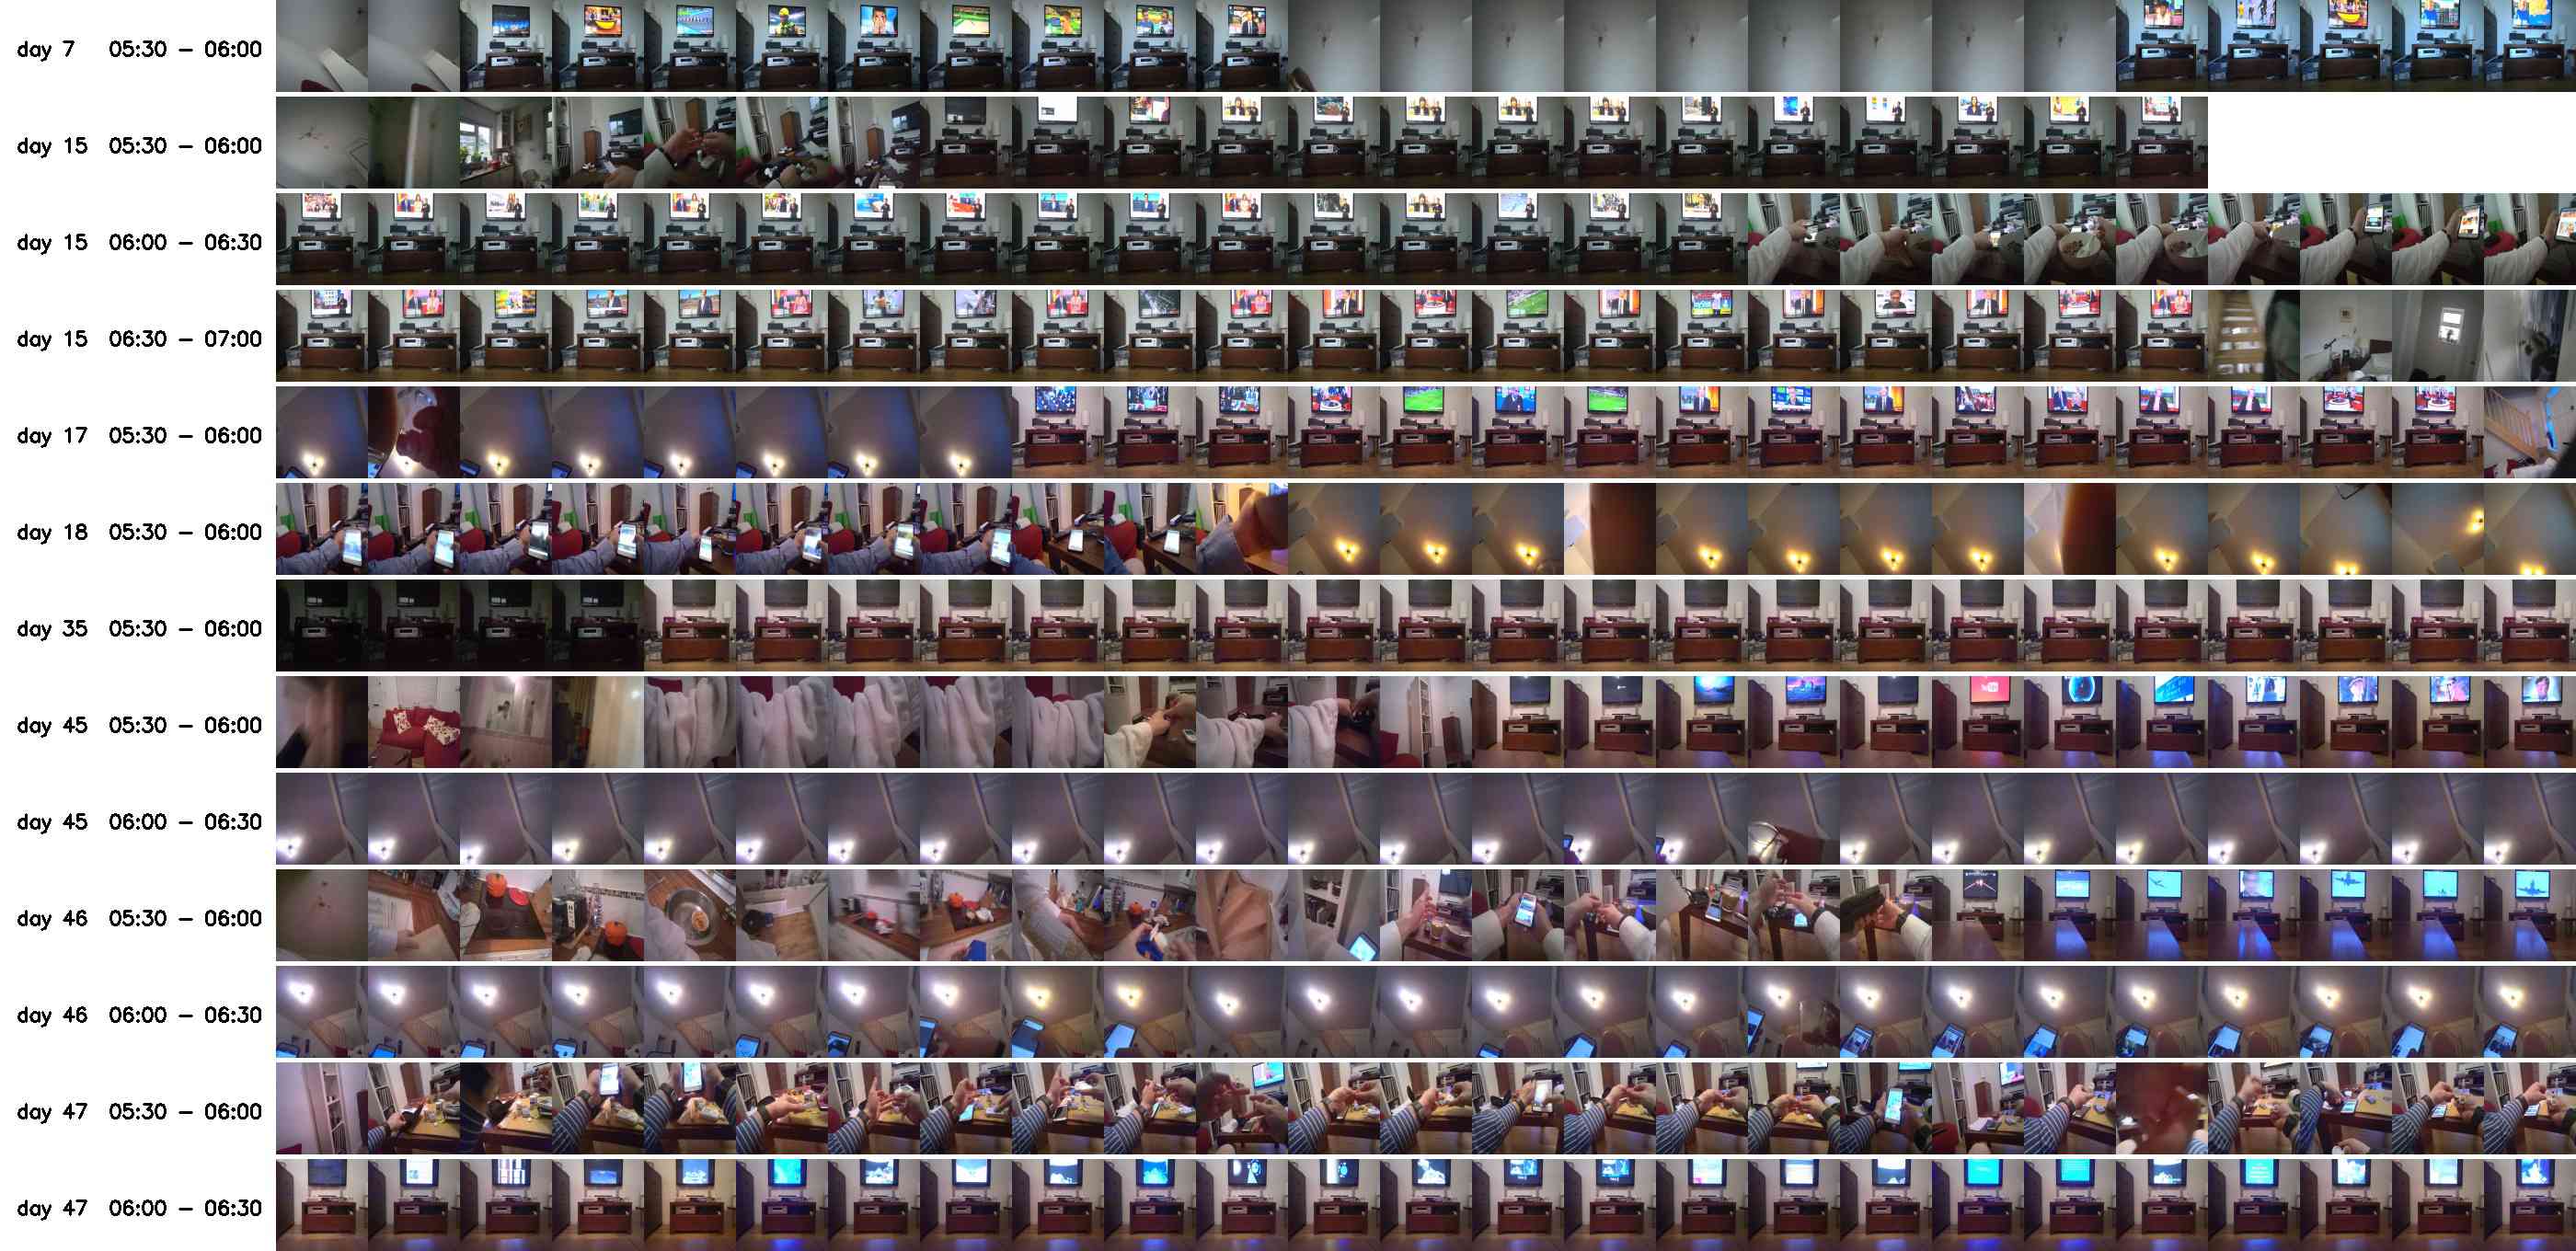 day 7 05:30 – 06:00
day 15 05:30 – 06:00
day 15 06:00 – 06:30
day 15 06:30 – 07:00
day 17 05:30 – 06:00
day 18 05:30 – 06:00
day 35 05:30 – 06:00
day 45 05:30 – 06:00
day 45 06:00 – 06:30
day 46 05:30 – 06:00
day 46 06:00 – 06:30
day 47 05:30 – 06:00
day 47 06:00 – 06:30